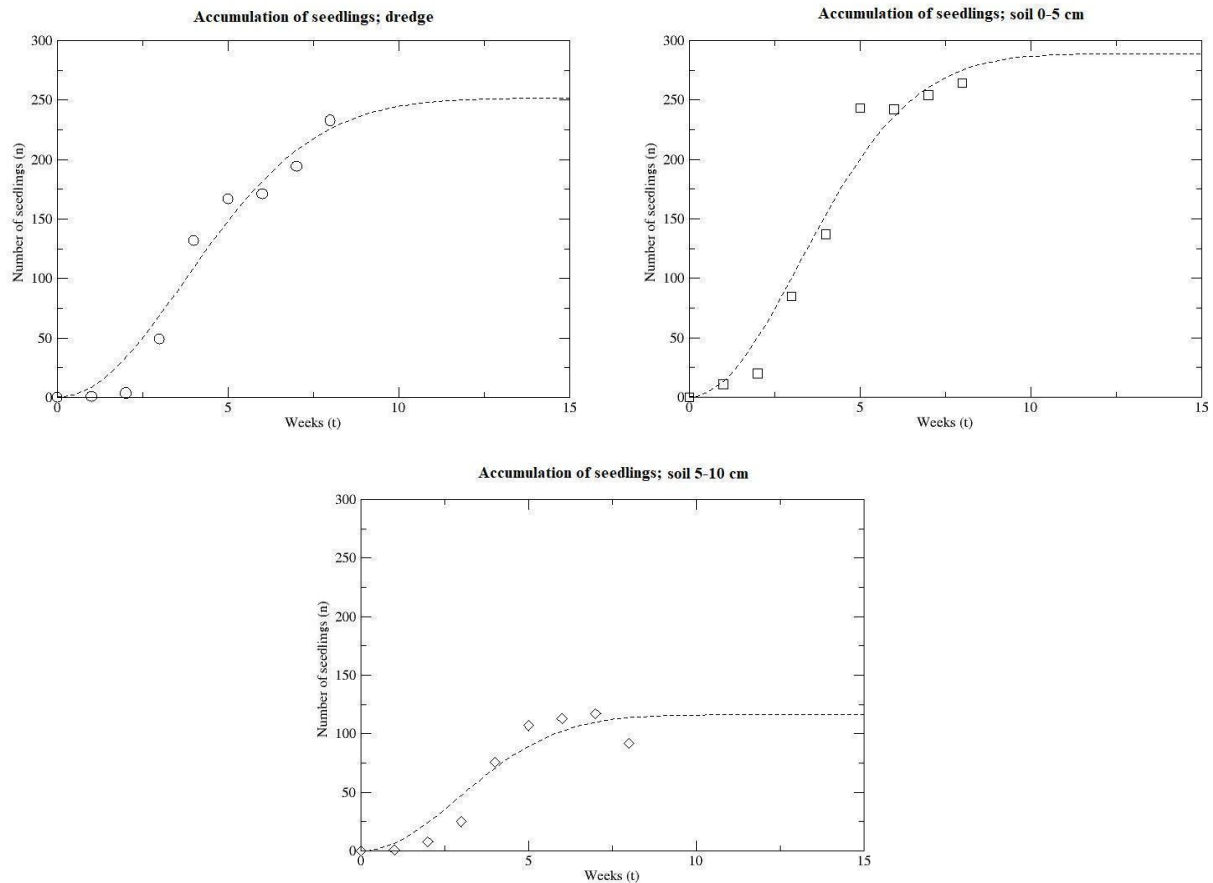 Accumulation of seedlings; dredge
300
250
200
150
100
50
0
Number of seedlings (n)
0 5 10 15
Weeks (t)
Accumulation of seedlings; soil 0-5 cm
300
250
200
150
100
50
0
Number of seedlings (n)
0 5 10 15
Weeks (t)
Accumulation of seedlings; soil 5-10 cm
300
250
200
150
100
50
0
Number of seedlings (n)
0 5 10 15
Weeks (t)